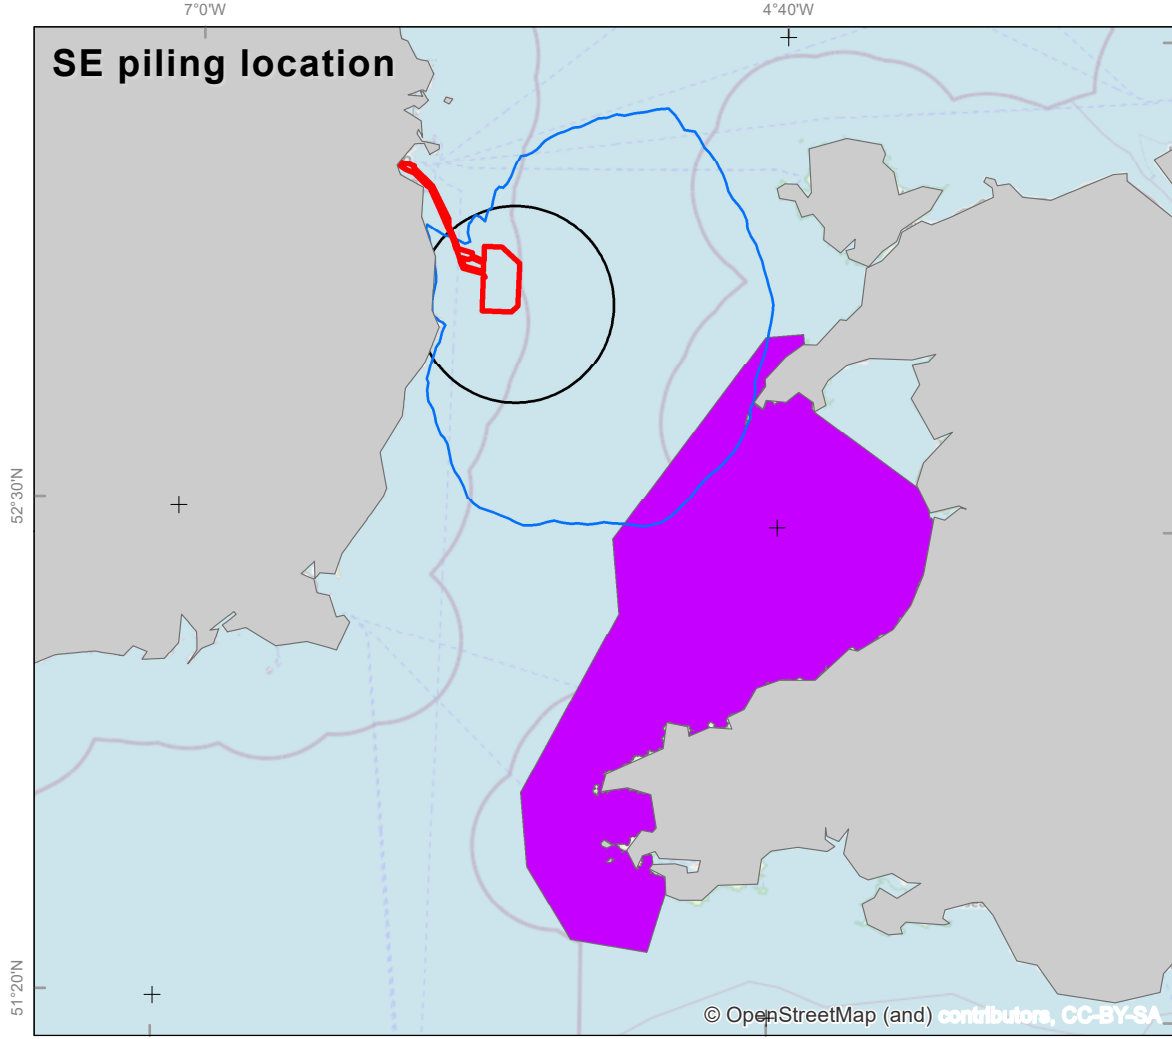 7°0'W
4°40'W
SE piling location
52°30'N
51°20'N
© OpenStreetMap (and) contributors, CC-BY-SA